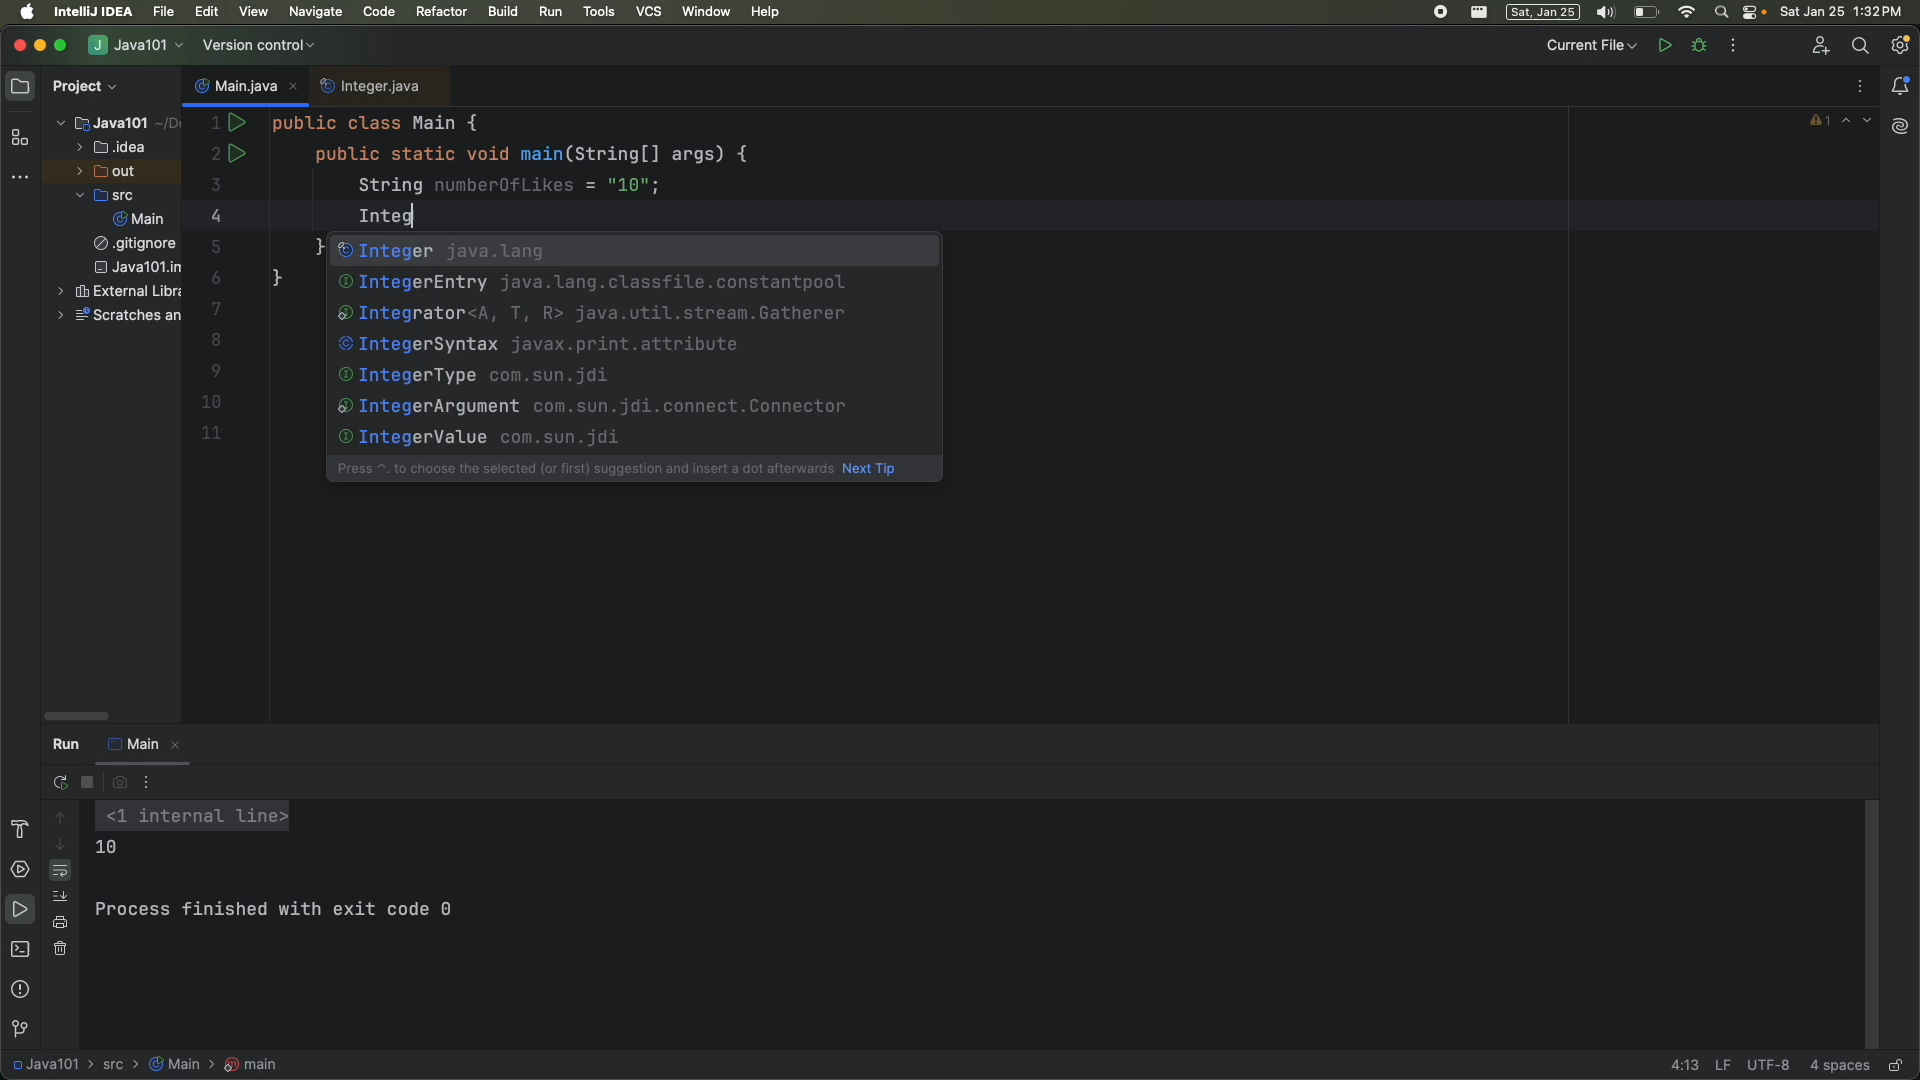 IntelliJ IDEA File Edit View Navigate Code Refactor Build Run Tools VCS Window Help Sat, Jan 25 Sat Jan 25 1:32 PM
J Java101 Version control Current File
Project Main.java Integer.java
Java101 ~/Do
.idea
out
src
Main
.gitignore
Java101.im
External Libra
Scratches an
1 public class Main {
2 public static void main(String[] args) {
3 String numberOfLikes = "10";
4 Integ
5 }
6 }
7
8
9
10
11
1
Integer java.lang
IntegerEntry java.lang.classfile.constantpool
Integrator<A, T, R> java.util.stream.Gatherer
IntegerSyntax javax.print.attribute
IntegerType com.sun.jdi
IntegerArgument com.sun.jdi.connect.Connector
IntegerValue com.sun.jdi
Press ^. to choose the selected (or first) suggestion and insert a dot afterwards Next Tip
Run Main
<1 internal line>
10
Process finished with exit code 0
Java101 > src > Main > main 4:13 LF UTF-8 4 spaces